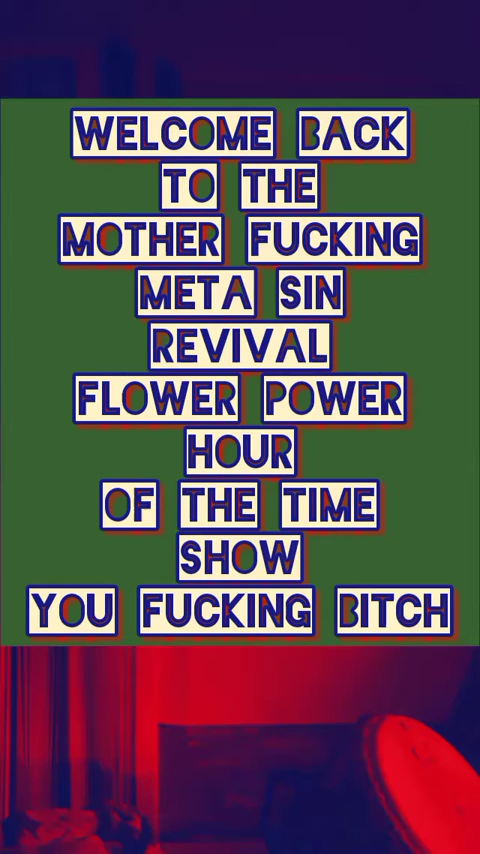 WELCOME BACK
TO THE
MOTHER FUCKING
META SIN
REVIVAL
FLOWER POWER
HOUR
OF THE TIME
SHOW
YOU FUCKING BITCH